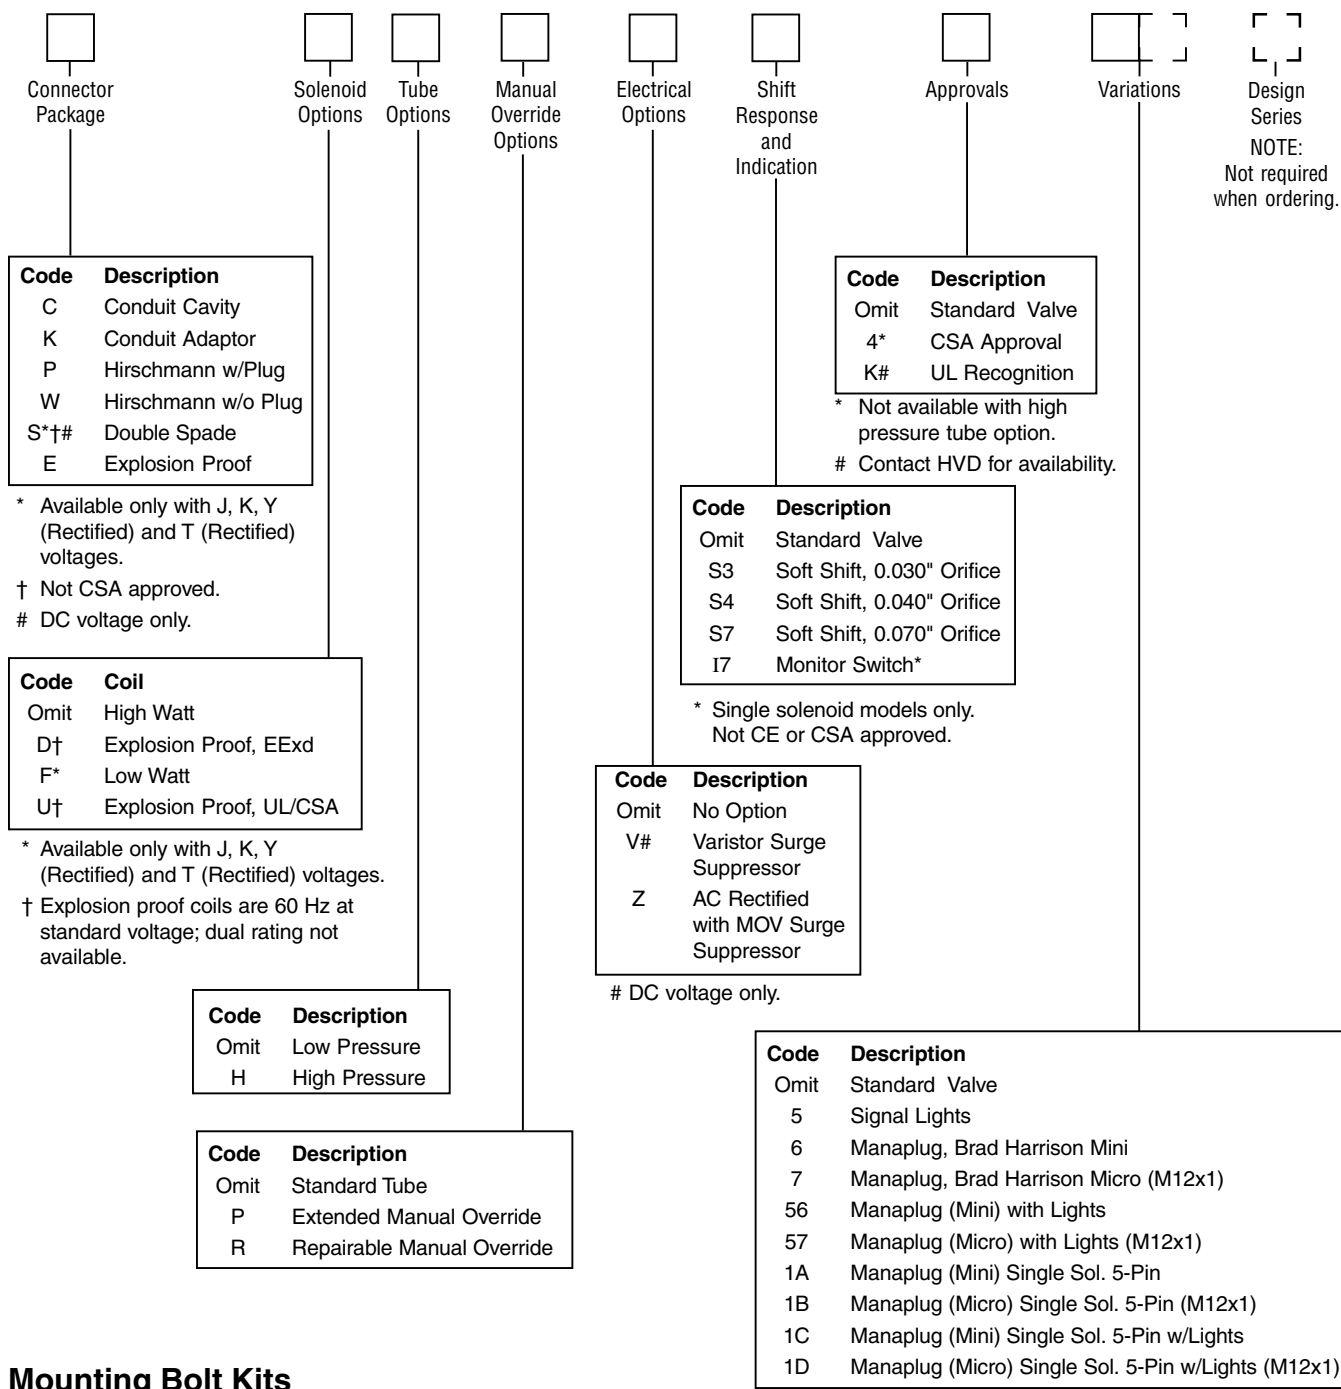 Connector
Package
Solenoid
Options
Tube
Options
Manual
Override
Options
Electrical
Options
Shift
Response
and
Indication
Approvals
Variations
Design
Series
NOTE:
Not required
when ordering.
Code Description
C Conduit Cavity
K Conduit Adaptor
P Hirschmann w/Plug
W Hirschmann w/o Plug
S*†# Double Spade
E Explosion Proof
* Available only with J, K, Y
(Rectified) and T (Rectified)
voltages.
† Not CSA approved.
# DC voltage only.
Code Description
Omit Standard Valve
4* CSA Approval
K# UL Recognition
* Not available with high
pressure tube option.
# Contact HVD for availability.
Code Description
Omit Standard Valve
S3 Soft Shift, 0.030" Orifice
S4 Soft Shift, 0.040" Orifice
S7 Soft Shift, 0.070" Orifice
I7 Monitor Switch*
* Single solenoid models only.
Not CE or CSA approved.
Code Coil
Omit High Watt
D† Explosion Proof, EExd
F* Low Watt
U† Explosion Proof, UL/CSA
* Available only with J, K, Y
(Rectified) and T (Rectified) voltages.
† Explosion proof coils are 60 Hz at
standard voltage; dual rating not
available.
Code Description
Omit No Option
V# Varistor Surge
Suppressor
Z AC Rectified
with MOV Surge
Suppressor
# DC voltage only.
Code Description
Omit Low Pressure
H High Pressure
Code Description
Omit Standard Tube
P Extended Manual Override
R Repairable Manual Override
Code Description
Omit Standard Valve
5 Signal Lights
6 Manaplug, Brad Harrison Mini
7 Manaplug, Brad Harrison Micro (M12x1)
56 Manaplug (Mini) with Lights
57 Manaplug (Micro) with Lights (M12x1)
1A Manaplug (Mini) Single Sol. 5-Pin
1B Manaplug (Micro) Single Sol. 5-Pin (M12x1)
1C Manaplug (Mini) Single Sol. 5-Pin w/Lights
1D Manaplug (Micro) Single Sol. 5-Pin w/Lights (M12x1)
Mounting Bolt Kits